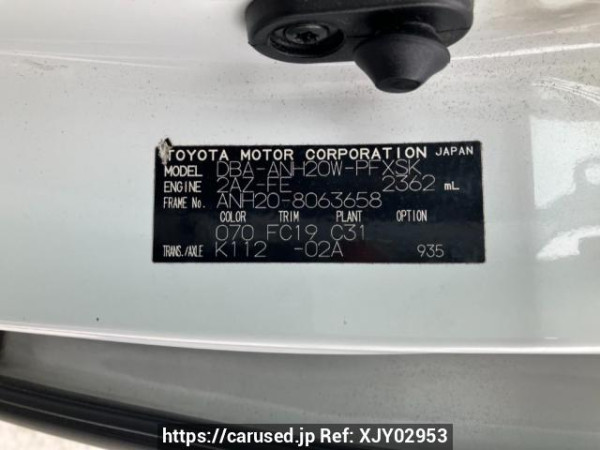 TOYOTA MOTOR CORPORATION JAPAN
MODEL DBA-ANH20W-PFXSK
ENGINE 2AZ-FE 2362 mL
FRAME No. ANH20-8063658
COLOR TRIM PLANT OPTION
070 FC19 C31
TRANS./AXLE K112 -02A 935
https://carused.jp Ref: XJY02953